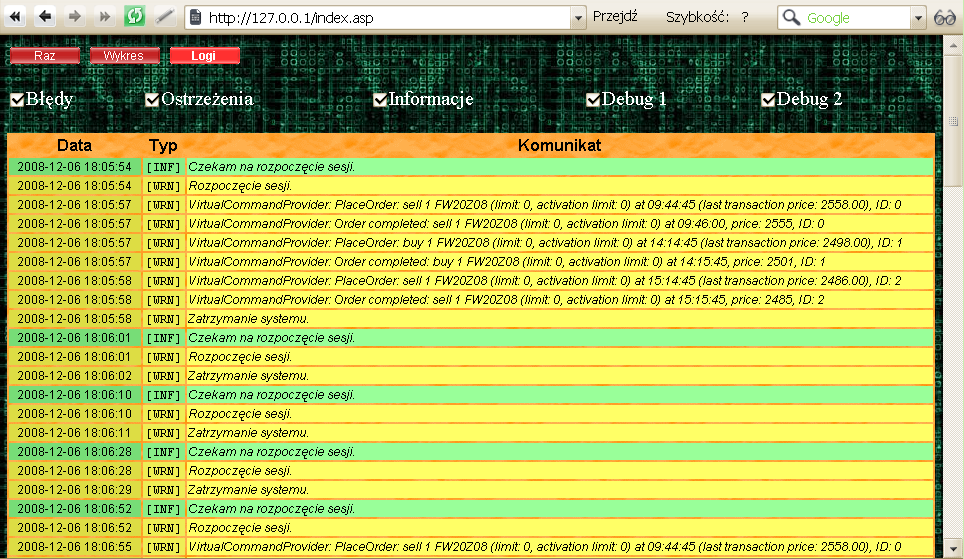 http://127.0.0.1/index.asp Przejdź Szybkość: ? Google
Raz Wykres Logi
Błędy Ostrzeżenia Informacje Debug 1 Debug 2
Data Typ Komunikat
2008-12-06 18:05:54 [INF] Czekam na rozpoczęcie sesji.
2008-12-06 18:05:54 [WRN] Rozpoczęcie sesji.
2008-12-06 18:05:57 [WRN] VirtualCommandProvider: PlaceOrder: sell 1 FW20Z08 (limit: 0, activation limit: 0) at 09:44:45 (last transaction price: 2558.00), ID: 0
2008-12-06 18:05:57 [WRN] VirtualCommandProvider: Order completed: sell 1 FW20Z08 (limit: 0, activation limit: 0) at 09:46:00, price: 2555, ID: 0
2008-12-06 18:05:57 [WRN] VirtualCommandProvider: PlaceOrder: buy 1 FW20Z08 (limit: 0, activation limit: 0) at 14:14:45 (last transaction price: 2498.00), ID: 1
2008-12-06 18:05:57 [WRN] VirtualCommandProvider: Order completed: buy 1 FW20Z08 (limit: 0, activation limit: 0) at 14:15:45, price: 2501, ID: 1
2008-12-06 18:05:58 [WRN] VirtualCommandProvider: PlaceOrder: sell 1 FW20Z08 (limit: 0, activation limit: 0) at 15:14:45 (last transaction price: 2486.00), ID: 2
2008-12-06 18:05:58 [WRN] VirtualCommandProvider: Order completed: sell 1 FW20Z08 (limit: 0, activation limit: 0) at 15:15:45, price: 2485, ID: 2
2008-12-06 18:05:58 [WRN] Zatrzymanie systemu.
2008-12-06 18:06:01 [INF] Czekam na rozpoczęcie sesji.
2008-12-06 18:06:01 [WRN] Rozpoczęcie sesji.
2008-12-06 18:06:02 [WRN] Zatrzymanie systemu.
2008-12-06 18:06:10 [INF] Czekam na rozpoczęcie sesji.
2008-12-06 18:06:10 [WRN] Rozpoczęcie sesji.
2008-12-06 18:06:11 [WRN] Zatrzymanie systemu.
2008-12-06 18:06:28 [INF] Czekam na rozpoczęcie sesji.
2008-12-06 18:06:28 [WRN] Rozpoczęcie sesji.
2008-12-06 18:06:29 [WRN] Zatrzymanie systemu.
2008-12-06 18:06:52 [INF] Czekam na rozpoczęcie sesji.
2008-12-06 18:06:52 [WRN] Rozpoczęcie sesji.
2008-12-06 18:06:55 [WRN] VirtualCommandProvider: PlaceOrder: sell 1 FW20Z08 (limit: 0, activation limit: 0) at 09:44:45 (last transaction price: 2558.00), ID: 0